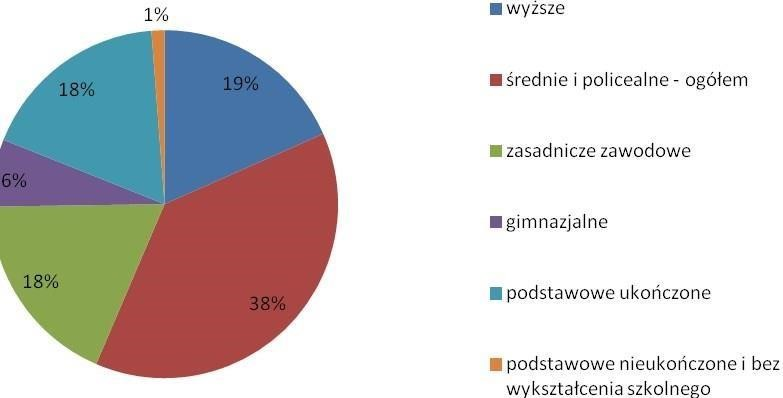 1%
19%
18%
6%
18%
38%
wyższe
średnie i policealne - ogółem
zasadnicze zawodowe
gimnazjalne
podstawowe ukończone
podstawowe nieukończone i bez
wykształcenia szkolnego